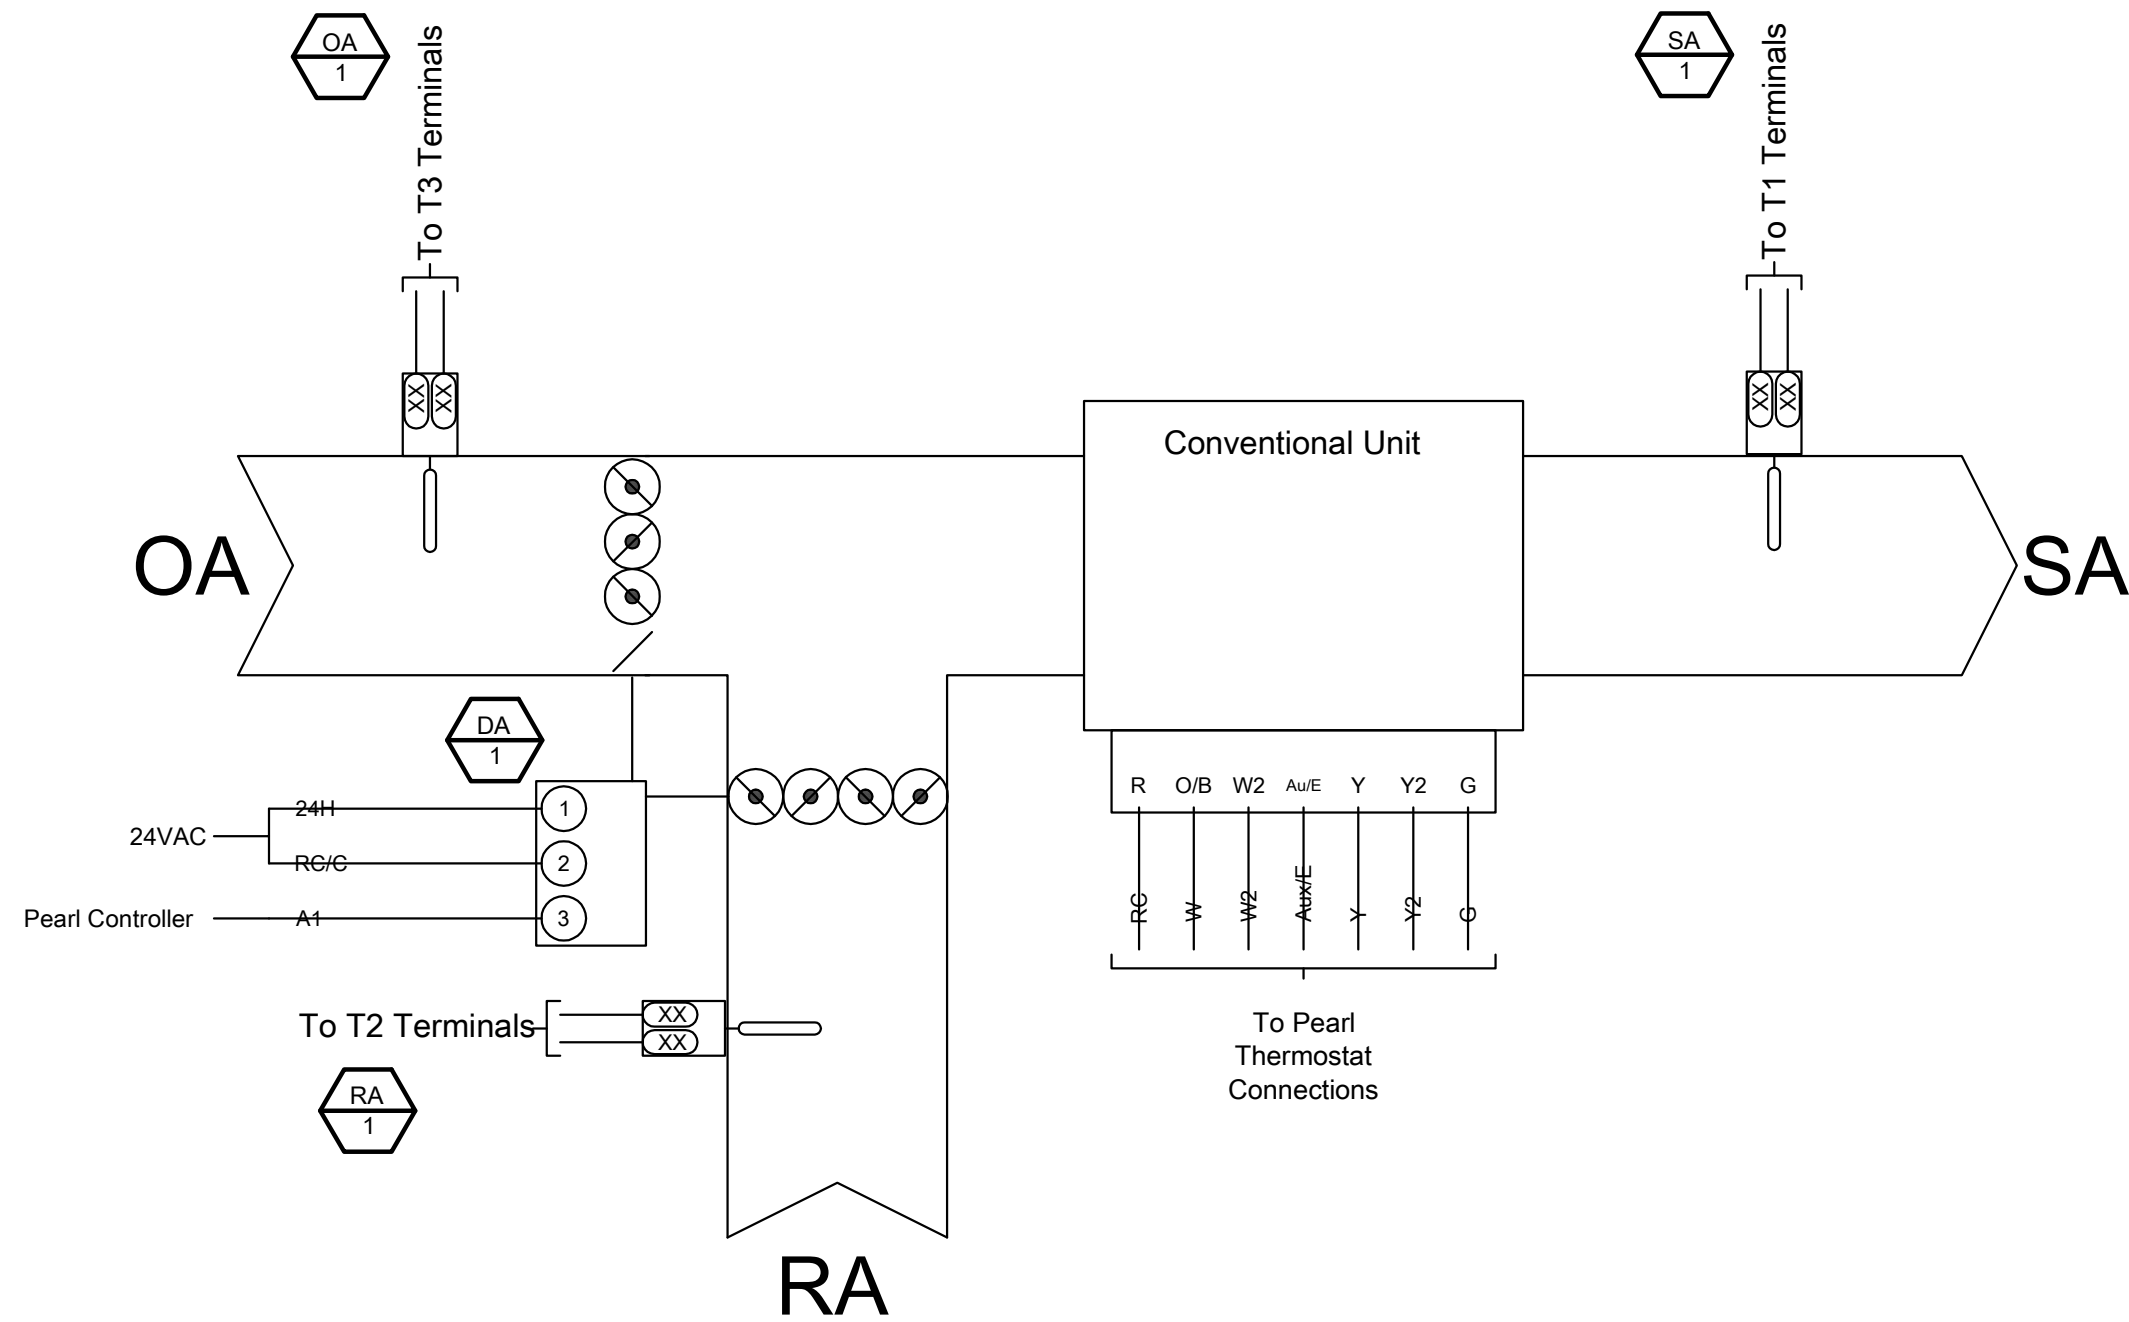 OA
1
To T3 Terminals
SA
1
To T1 Terminals
XX
XX
XX
XX
Conventional Unit
OA
SA
DA
1
R O/B W2 Au/E Y Y2 G
24H
1
24VAC
RC/C
2
Pearl Controller
A1
3
RC
W
W2
Aux/E
Y
Y2
G
To T2 Terminals
XX
XX
To Pearl
Thermostat
Connections
RA
1
RA